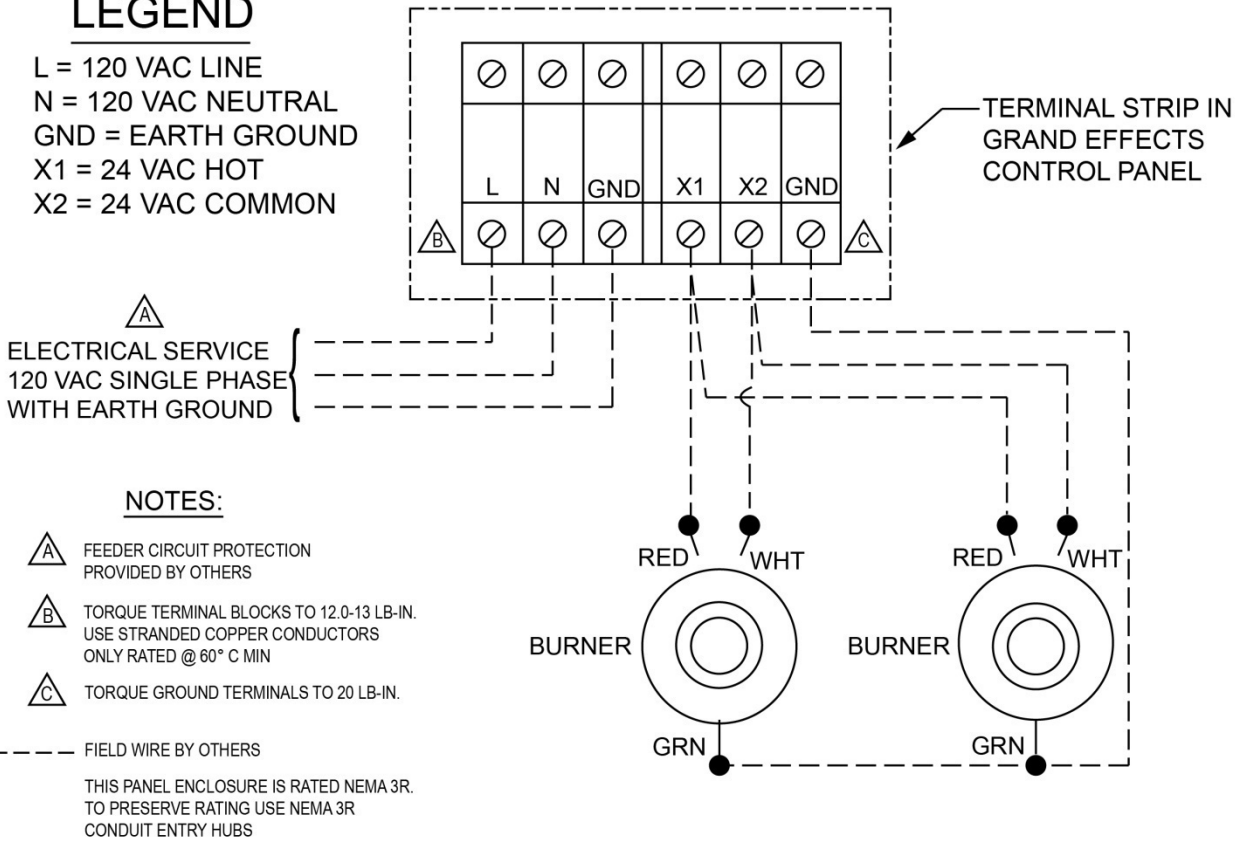 LEGEND
L = 120 VAC LINE
N = 120 VAC NEUTRAL
GND = EARTH GROUND
X1 = 24 VAC HOT
X2 = 24 VAC COMMON
L N GND X1 X2 GND
B
C
TERMINAL STRIP IN
GRAND EFFECTS
CONTROL PANEL
A
ELECTRICAL SERVICE
120 VAC SINGLE PHASE
WITH EARTH GROUND
RED WHT
BURNER
GRN
RED WHT
BURNER
GRN
NOTES:
A FEEDER CIRCUIT PROTECTION
PROVIDED BY OTHERS
B TORQUE TERMINAL BLOCKS TO 12.0-13 LB-IN.
USE STRANDED COPPER CONDUCTORS
ONLY RATED @ 60° C MIN
C TORQUE GROUND TERMINALS TO 20 LB-IN.
FIELD WIRE BY OTHERS
THIS PANEL ENCLOSURE IS RATED NEMA 3R.
TO PRESERVE RATING USE NEMA 3R
CONDUIT ENTRY HUBS